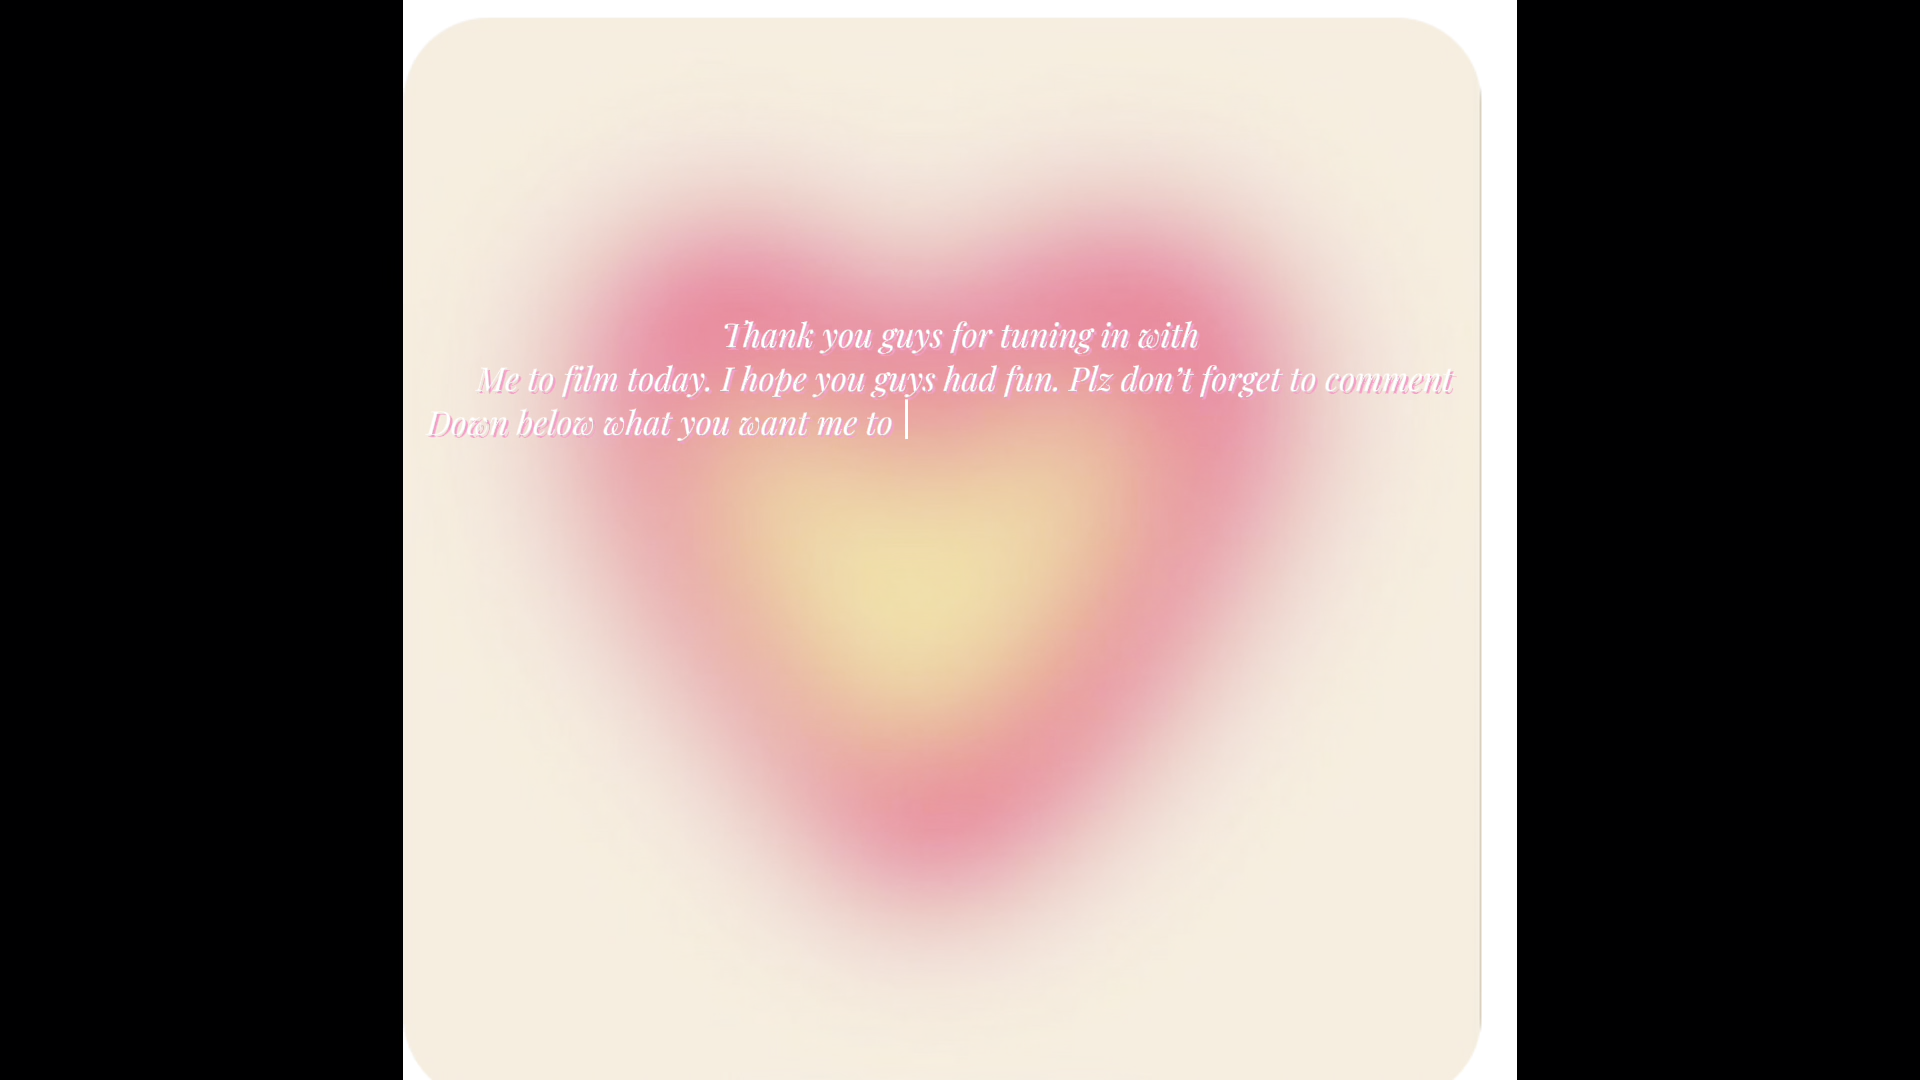 Thank you guys for tuning in with
Me to film today. I hope you guys had fun. Plz don’t forget to comment
Down below what you want me to